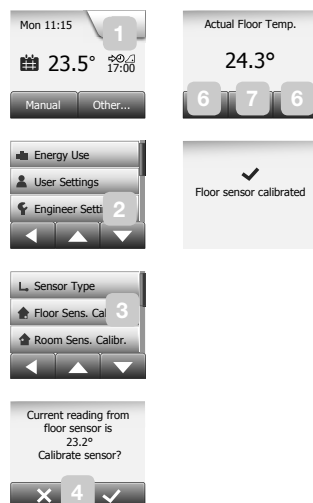 Mon 11:15
1
23.5°
17:00
Manual Other...
Energy Use
User Settings
Engineer Setti
2
Sensor Type
Floor Sens. Cal
3
Room Sens. Calibr.
Current reading from
floor sensor is
23.2°
Calibrate sensor?
4
Actual Floor Temp.
24.3°
6 7 6
Floor sensor calibrated